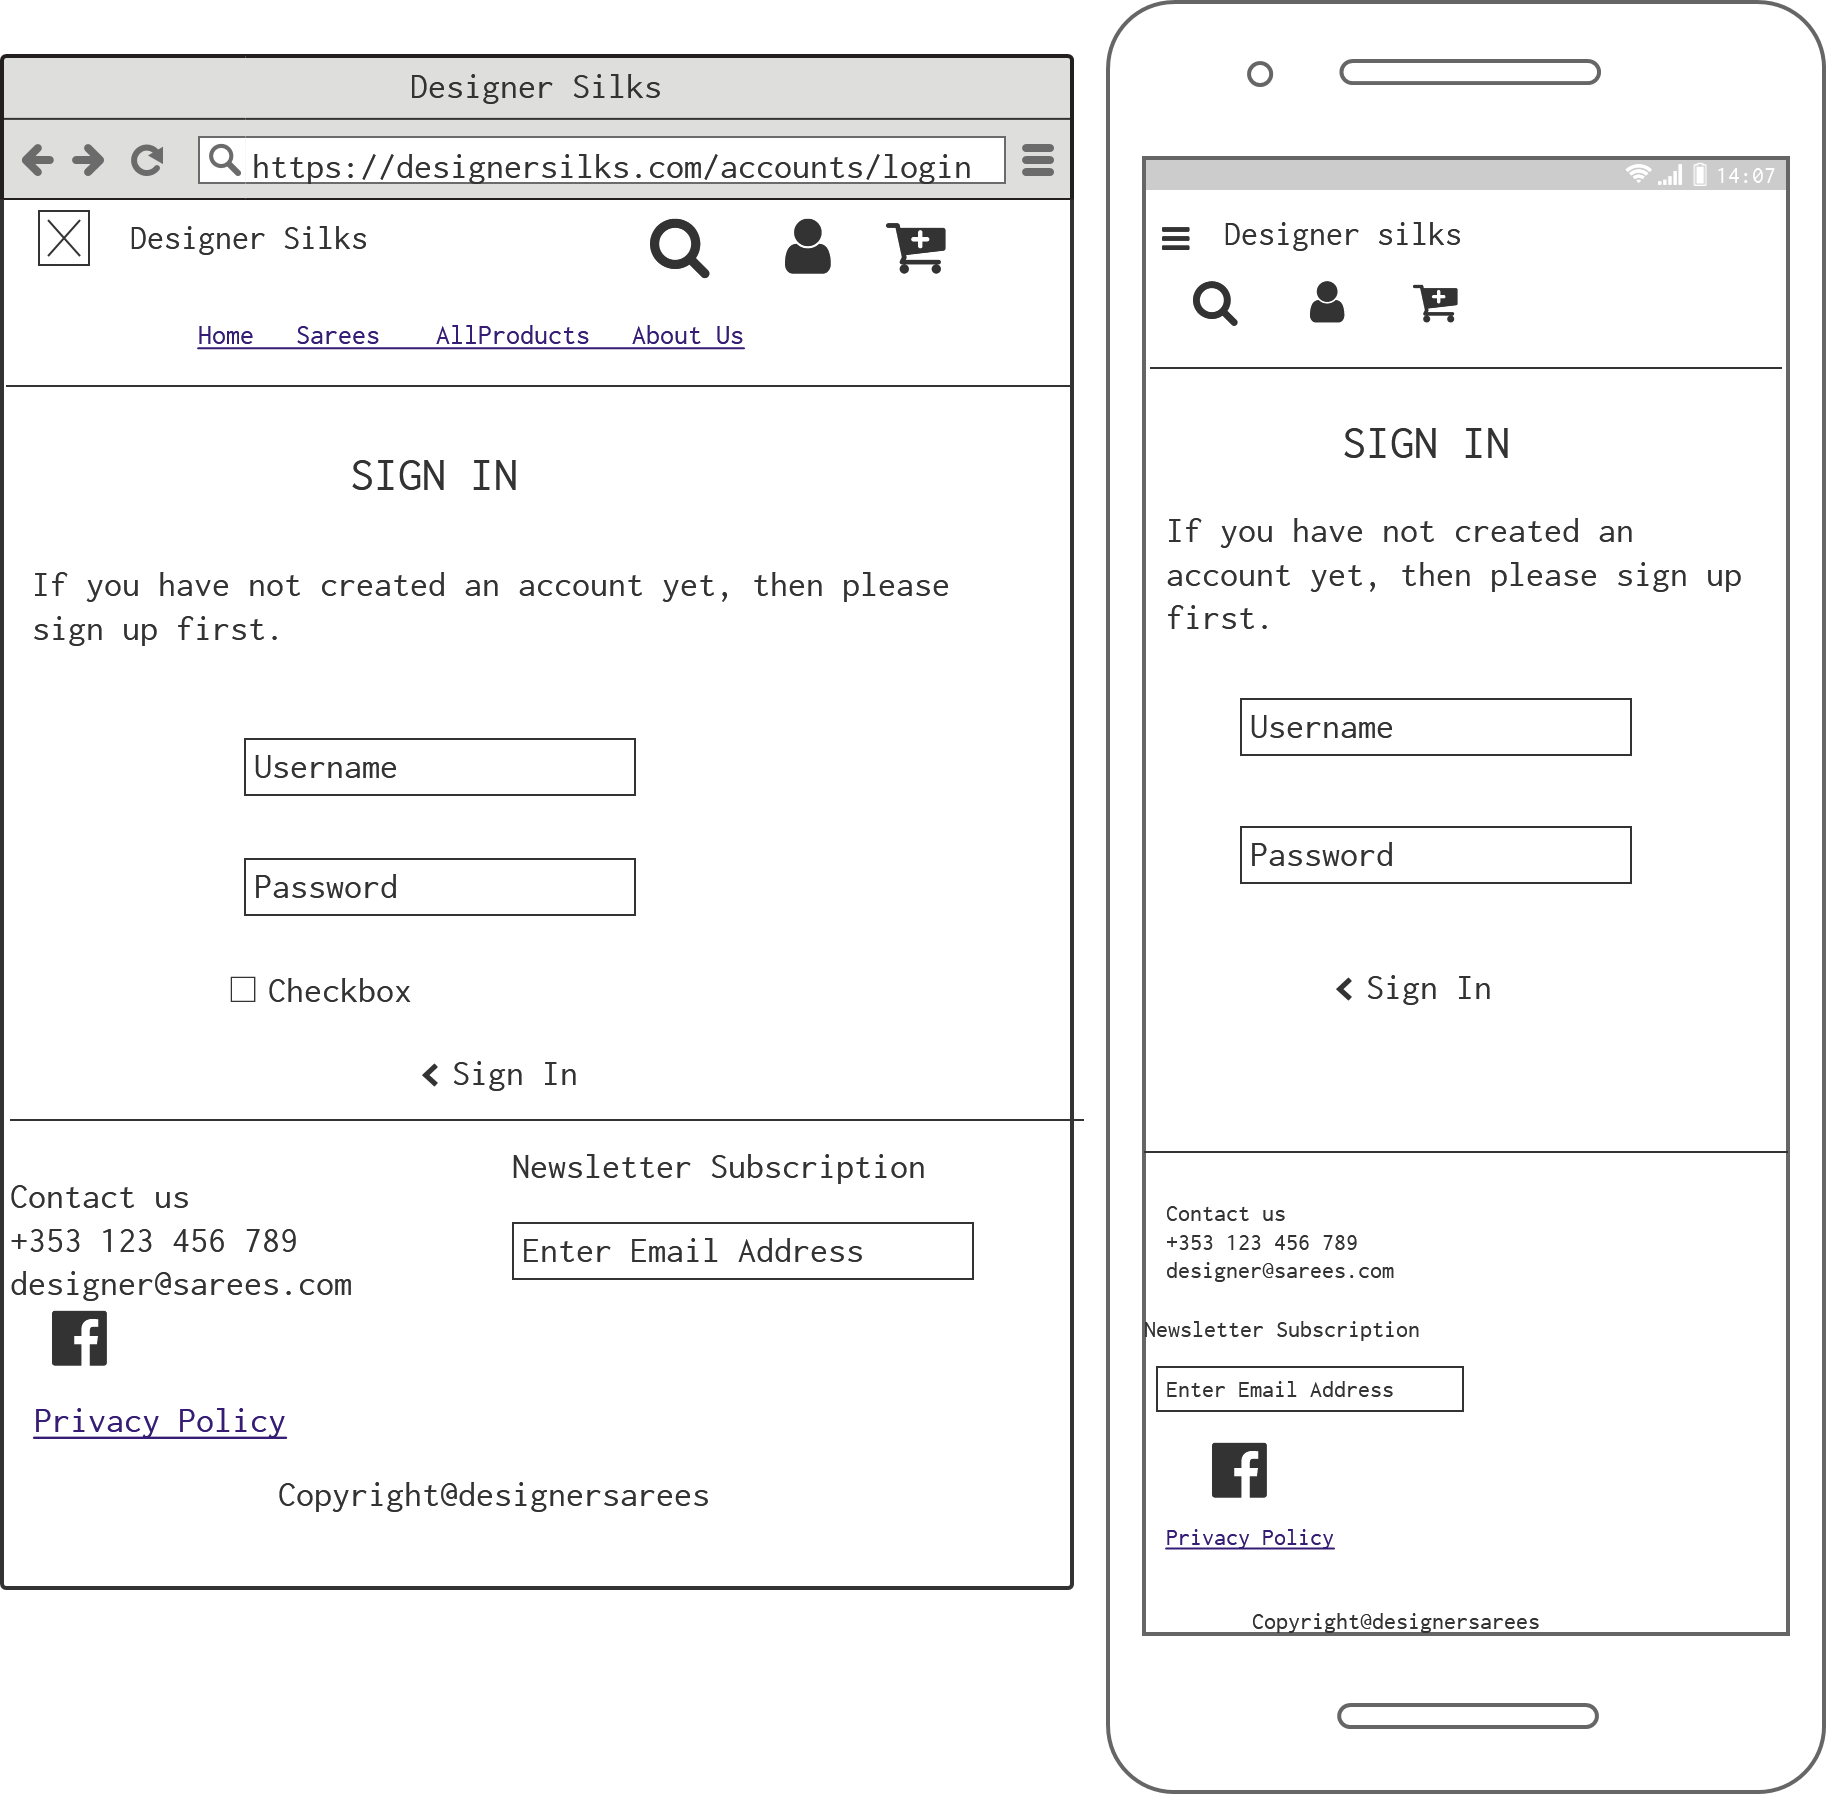 Designer Silks
https://designersilks.com/accounts/login
Designer Silks
Home Sarees AllProducts About Us
SIGN IN
If you have not created an account yet, then please
sign up first.
Username
Password
Checkbox
Sign In
Newsletter Subscription
Enter Email Address
Contact us
+353 123 456 789
designer@sarees.com
Privacy Policy
Copyright@designersarees
14:07
Designer silks
SIGN IN
If you have not created an
account yet, then please sign up
first.
Username
Password
Sign In
Contact us
+353 123 456 789
designer@sarees.com
Newsletter Subscription
Enter Email Address
Privacy Policy
Copyright@designersarees